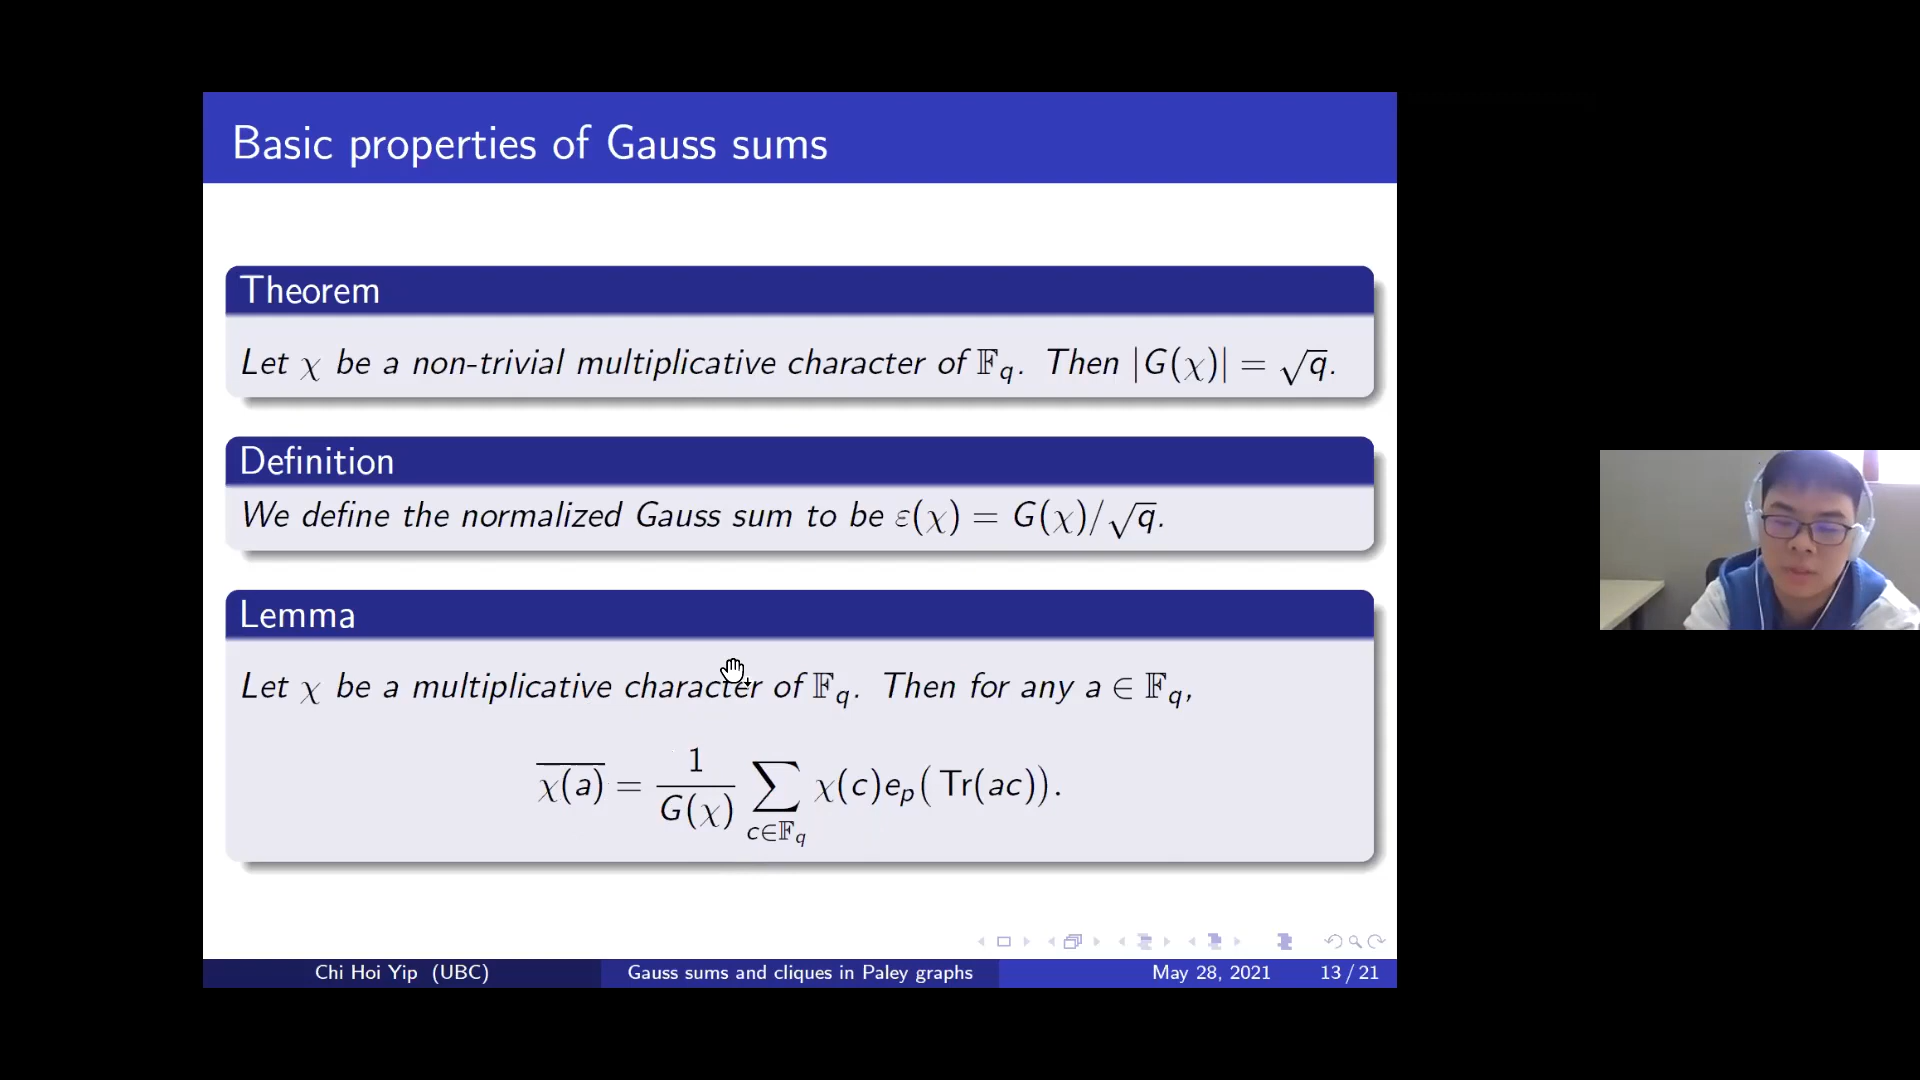 Basic properties of Gauss sums
Theorem
Let χ be a non-trivial multiplicative character of 𝔽_q. Then |G(χ)| = √q.
Definition
We define the normalized Gauss sum to be ε(χ) = G(χ)/√q.
Lemma
Let χ be a multiplicative character of 𝔽_q. Then for any a ∈ 𝔽_q,
\overline{χ(a)} = \frac{1}{G(χ)} \sum_{c∈𝔽_q} χ(c)e_p( Tr(ac)).
Chi Hoi Yip (UBC) Gauss sums and cliques in Paley graphs May 28, 2021 13 / 21